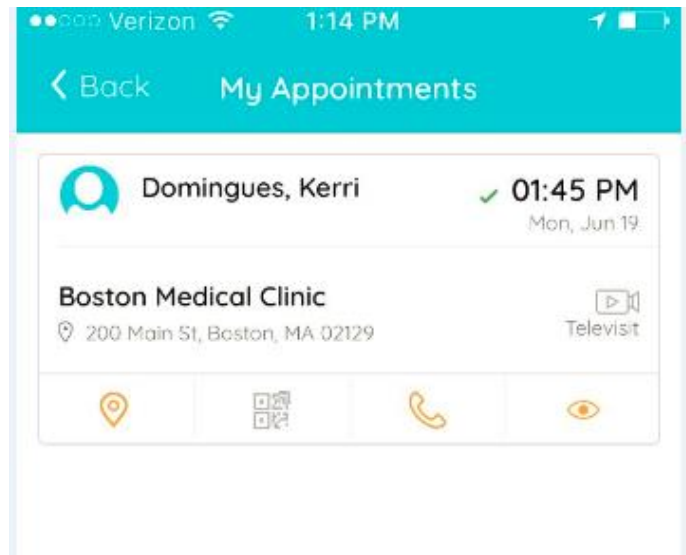 Verizon 1:14 PM
Back My Appointments
Domingues, Kerri 01:45 PM
Mon, Jun 19
Boston Medical Clinic
200 Main St, Boston, MA 02129
Televisit